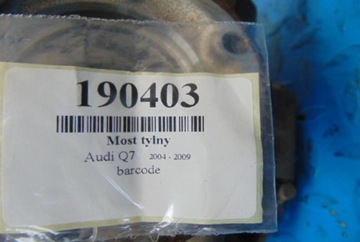 190403
Most tylny
Audi Q7 2004 - 2009
barcode